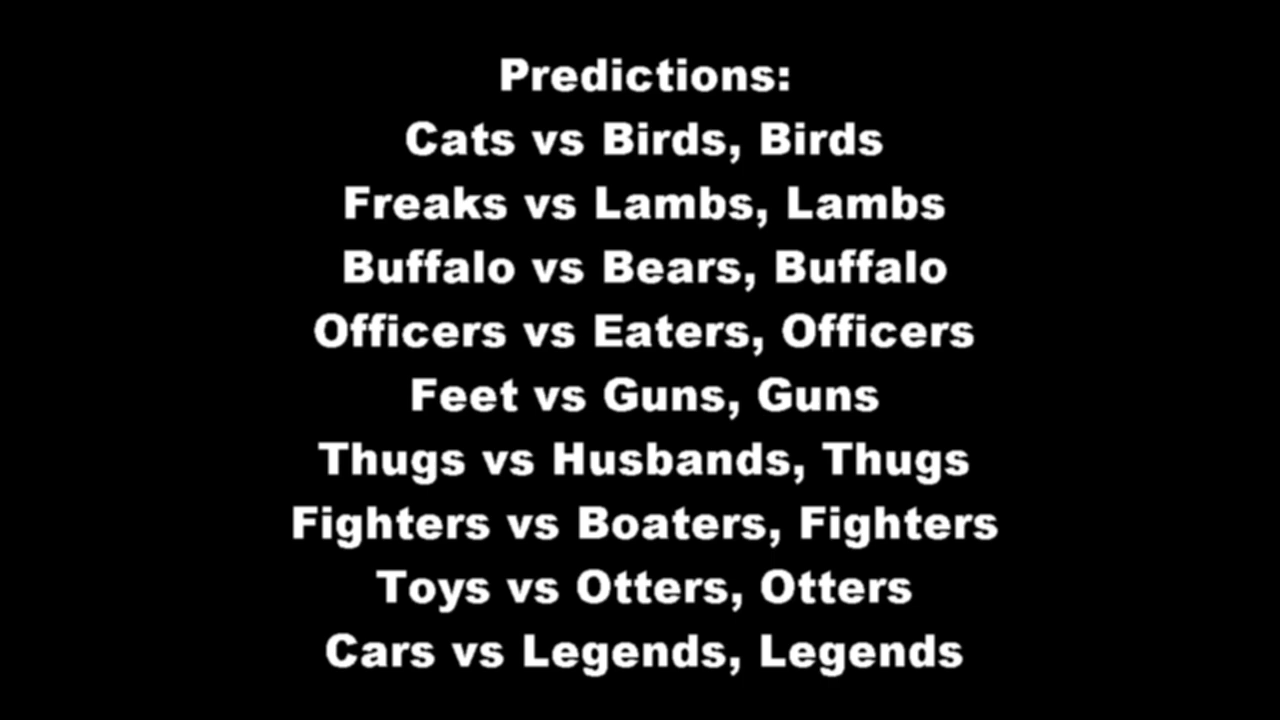 Predictions:
Cats vs Birds, Birds
Freaks vs Lambs, Lambs
Buffalo vs Bears, Buffalo
Officers vs Eaters, Officers
Feet vs Guns, Guns
Thugs vs Husbands, Thugs
Fighters vs Boaters, Fighters
Toys vs Otters, Otters
Cars vs Legends, Legends